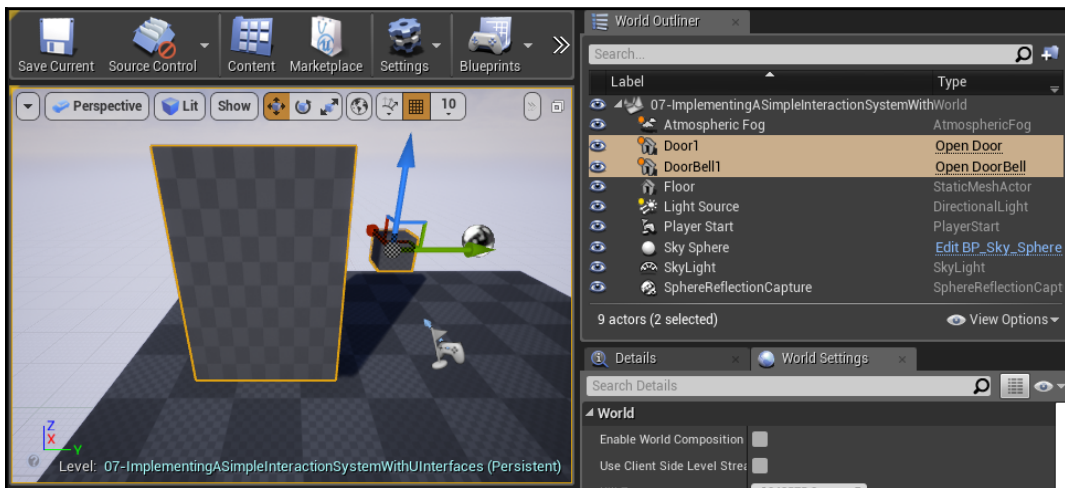 World Outliner
Save Current Source Control Content Marketplace Settings Blueprints
Search...
Label Type
Perspective Lit Show 10
07-ImplementingASimpleInteractionSystemWith World
Atmospheric Fog AtmosphericFog
Door1 Open Door
DoorBell1 Open DoorBell
Floor StaticMeshActor
Light Source DirectionalLight
Player Start PlayerStart
Sky Sphere Edit BP_Sky_Sphere
SkyLight SkyLight
SphereReflectionCapture SphereReflectionCapt
9 actors (2 selected) View Options
Details World Settings
Search Details
World
Enable World Composition
Use Client Side Level Strea
Z
X
Y
Level: 07-ImplementingASimpleInteractionSystemWithUInterfaces (Persistent)